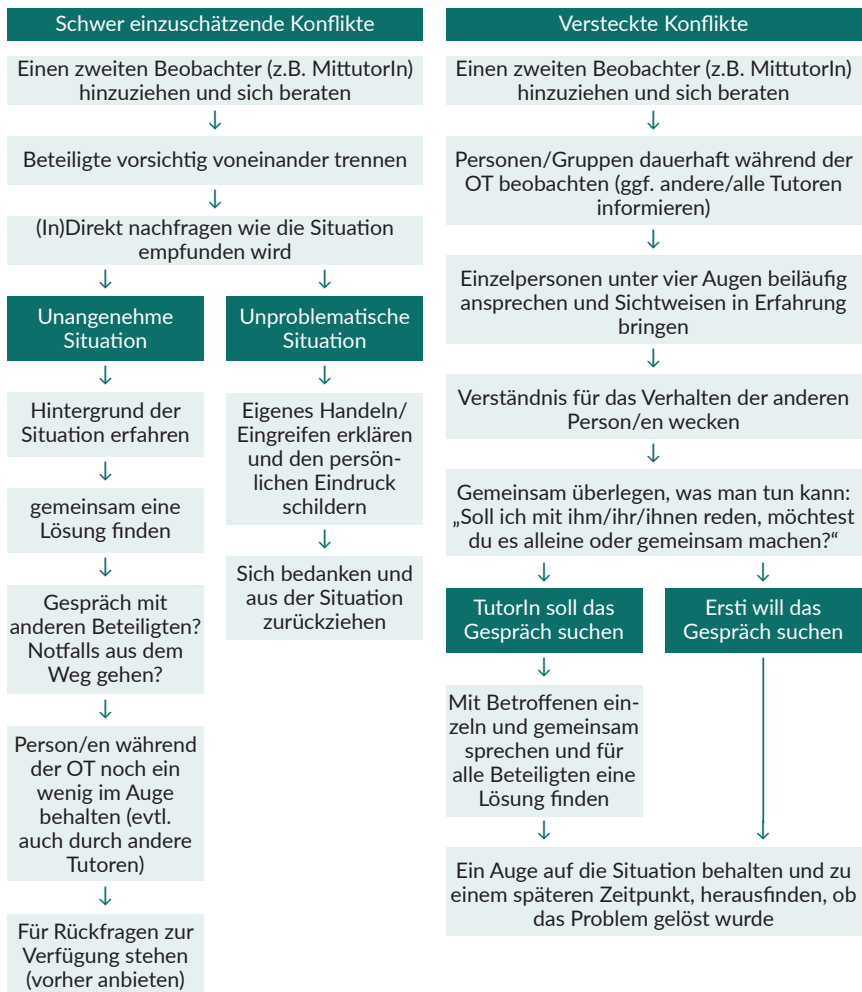 Schwer einzuschätzende Konflikte
Einen zweiten Beobachter (z.B. MittutorIn)
hinzuziehen und sich beraten
↓
Beteiligte vorsichtig voneinander trennen
↓
(In)Direkt nachfragen wie die Situation
empfunden wird
↓
Unangenehme
Situation
↓
Hintergrund der
Situation erfahren
↓
gemeinsam eine
Lösung finden
↓
Gespräch mit
anderen Beteiligten?
Notfalls aus dem
Weg gehen?
↓
Person/en während
der OT noch ein
wenig im Auge
behalten (evtl.
auch durch andere
Tutoren)
↓
Für Rückfragen zur
Verfügung stehen
(vorher anbieten)
↓
Unproblematische
Situation
↓
Eigenes Handeln/
Eingreifen erklären
und den persön-
lichen Eindruck
schildern
↓
Sich bedanken und
aus der Situation
zurückziehen
Versteckte Konflikte
Einen zweiten Beobachter (z.B. MittutorIn)
hinzuziehen und sich beraten
↓
Personen/Gruppen dauerhaft während der
OT beobachten (ggf. andere/alle Tutoren
informieren)
↓
Einzelpersonen unter vier Augen beiläufig
ansprechen und Sichtweisen in Erfahrung
bringen
↓
Verständnis für das Verhalten der anderen
Person/en wecken
↓
Gemeinsam überlegen, was man tun kann:
„Soll ich mit ihm/ihr/ihnen reden, möchtest
du es alleine oder gemeinsam machen?“
↓
TutorIn soll das
Gespräch suchen
↓
Mit Betroffenen ein-
zeln und gemeinsam
sprechen und für
alle Beteiligten eine
Lösung finden
↓
Ersti will das
Gespräch suchen
↓
Ein Auge auf die Situation behalten und zu
einem späteren Zeitpunkt, herausfinden, ob
das Problem gelöst wurde